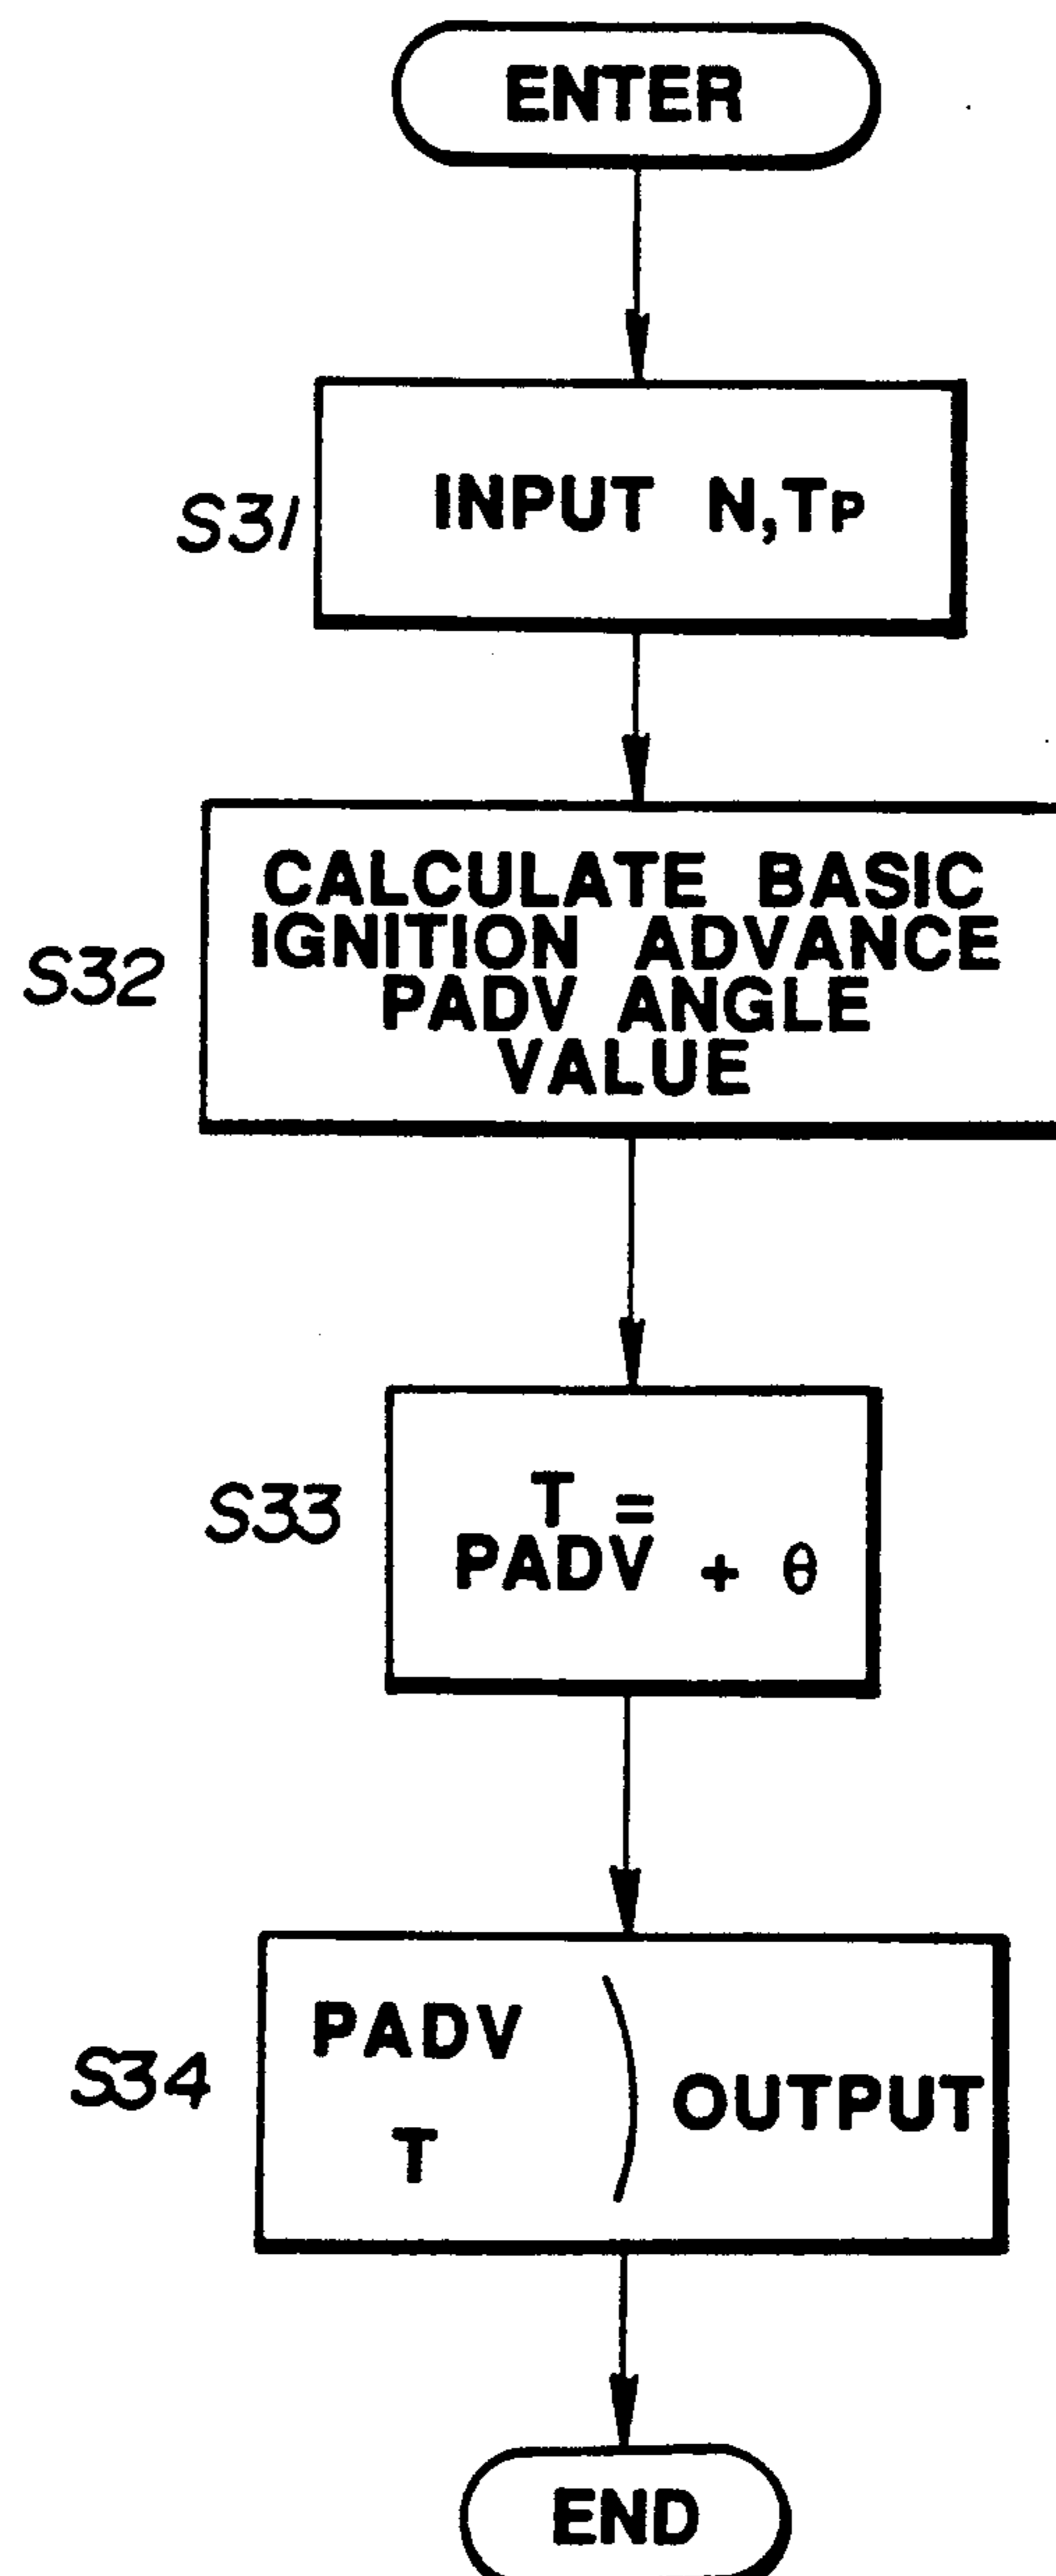 ENTER
S31
INPUT N,Tp
S32
CALCULATE BASIC
IGNITION ADVANCE
PADV ANGLE
VALUE
S33
T =
PADV + θ
S34
PADV
T
OUTPUT
END